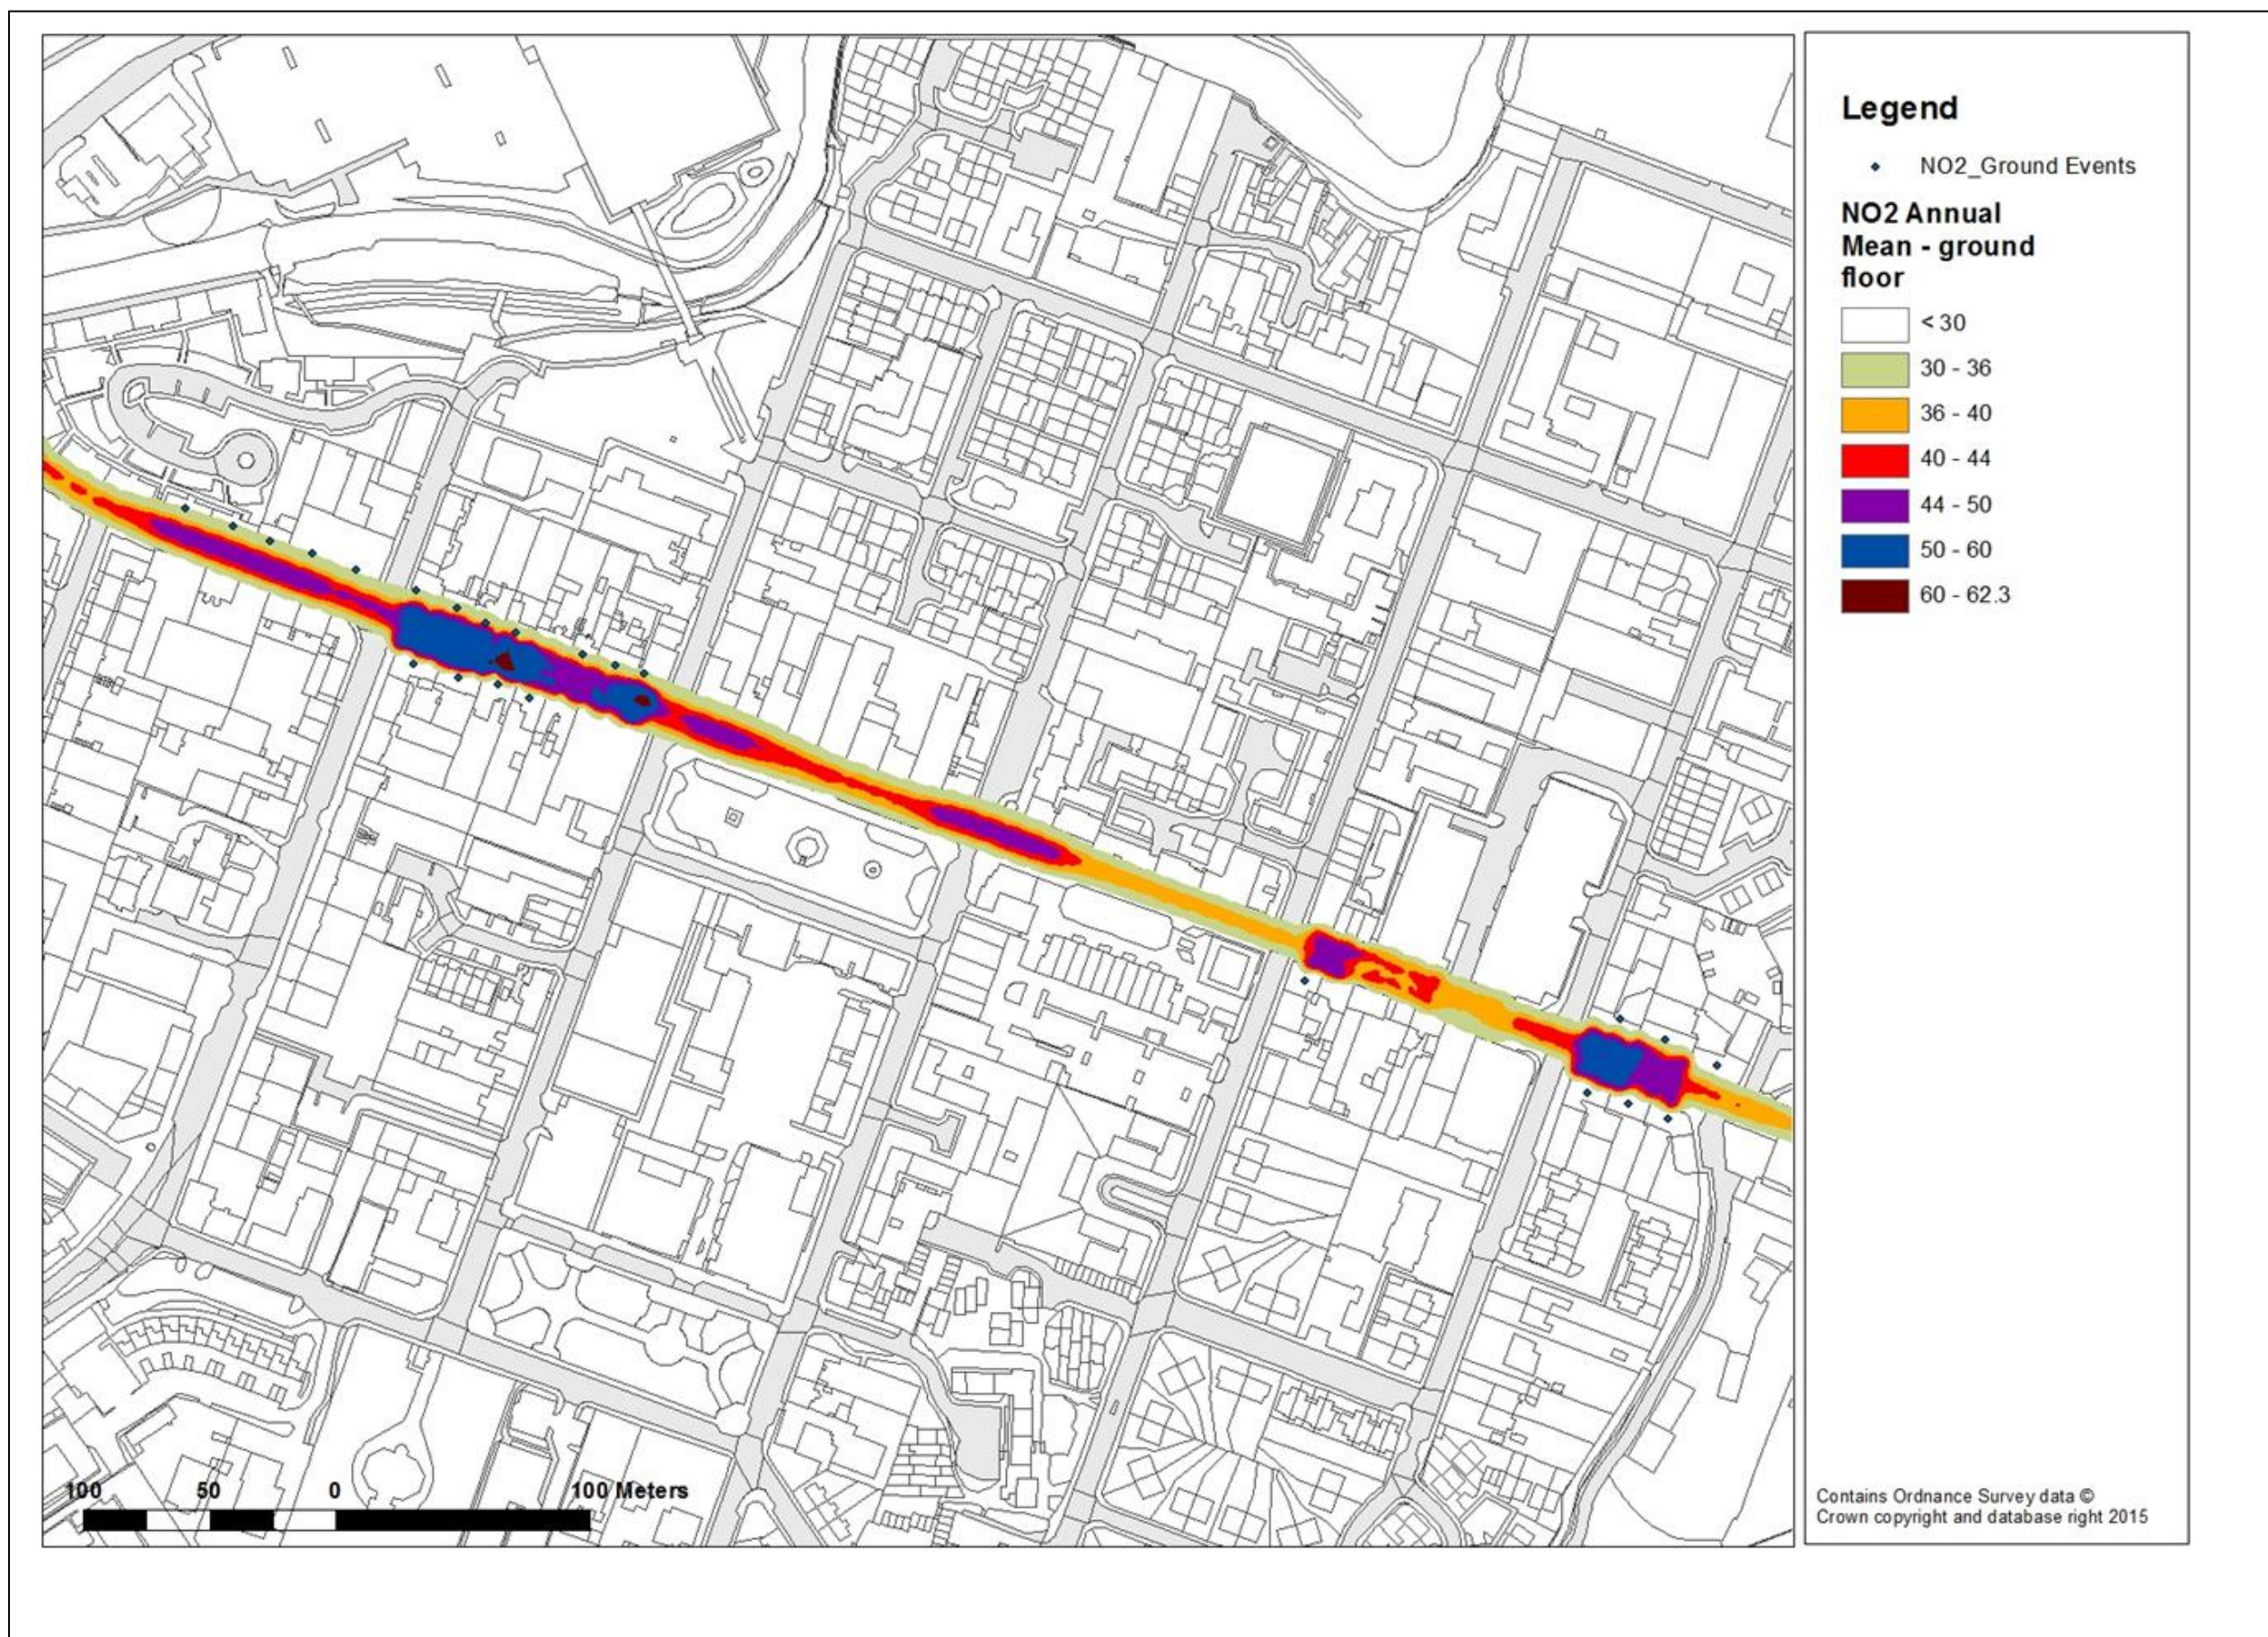 Legend
NO2_Ground Events
NO2 Annual
Mean - ground
floor
< 30
30 - 36
36 - 40
40 - 44
44 - 50
50 - 60
60 - 62.3
100 50 0 100 Meters
Contains Ordnance Survey data ©
Crown copyright and database right 2015